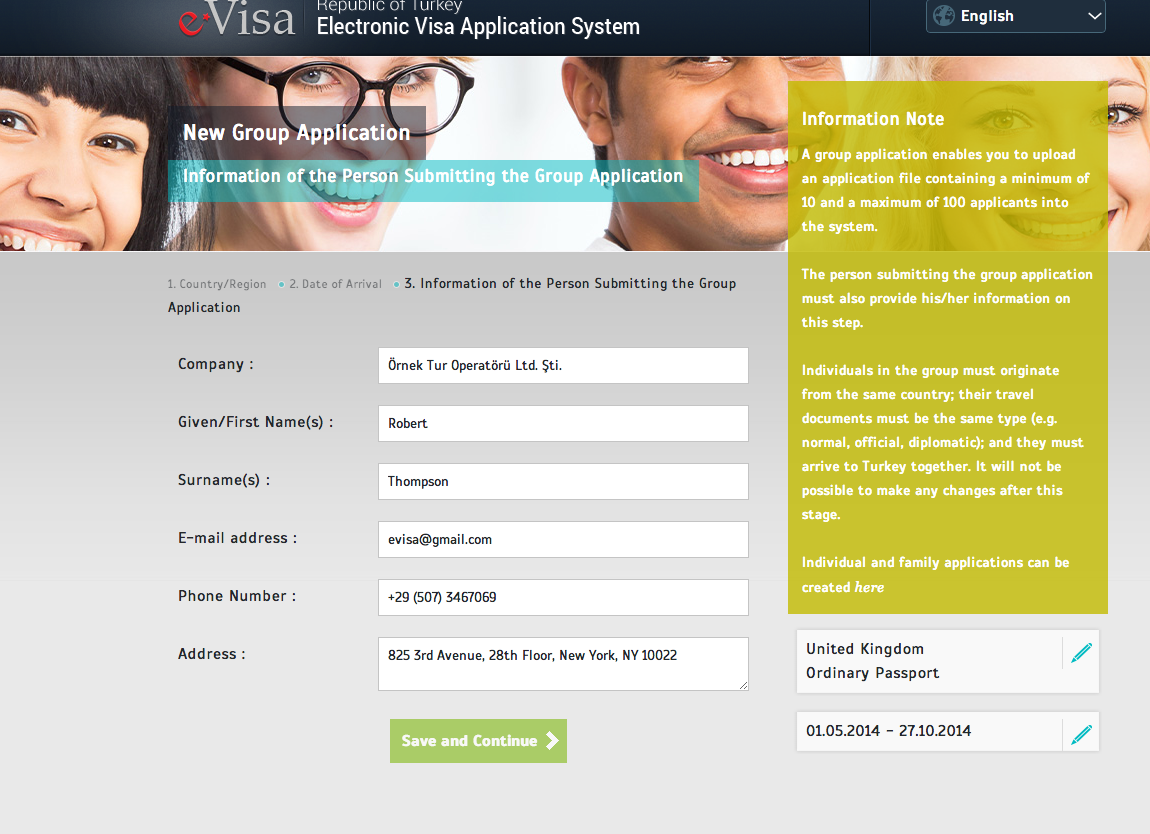 e Visa
Republic of Turkey
Electronic Visa Application System
English
New Group Application
Information of the Person Submitting the Group Application
1. Country/Region
2. Date of Arrival
3. Information of the Person Submitting the Group
Application
Company :
Örnek Tur Operatörü Ltd. Şti.
Given/First Name(s) :
Robert
Surname(s) :
Thompson
E-mail address :
evisa@gmail.com
Phone Number :
+29 (507) 3467069
Address :
825 3rd Avenue, 28th Floor, New York, NY 10022
Save and Continue
Information Note
A group application enables you to upload
an application file containing a minimum of
10 and a maximum of 100 applicants into
the system.
The person submitting the group application
must also provide his/her information on
this step.
Individuals in the group must originate
from the same country; their travel
documents must be the same type (e.g.
normal, official, diplomatic); and they must
arrive to Turkey together. It will not be
possible to make any changes after this
stage.
Individual and family applications can be
created here
United Kingdom
Ordinary Passport
01.05.2014 - 27.10.2014